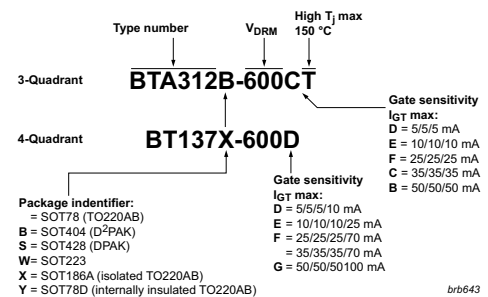 High Tj max
150 °C
Type number
VDRM
3-Quadrant
BTA312B-600CT
Gate sensitivity
IGT max:
D = 5/5/5 mA
E = 10/10/10 mA
F = 25/25/25 mA
C = 35/35/35 mA
B = 50/50/50 mA
4-Quadrant
BT137X-600D
Gate sensitivity
IGT max:
D = 5/5/5/10 mA
E = 10/10/10/25 mA
F = 25/25/25/70 mA
= 35/35/35/70 mA
G = 50/50/50100 mA
Package indentifier:
= SOT78 (TO220AB)
B = SOT404 (D²PAK)
S = SOT428 (DPAK)
W= SOT223
X = SOT186A (isolated TO220AB)
Y = SOT78D (internally insulated TO220AB)
brb643